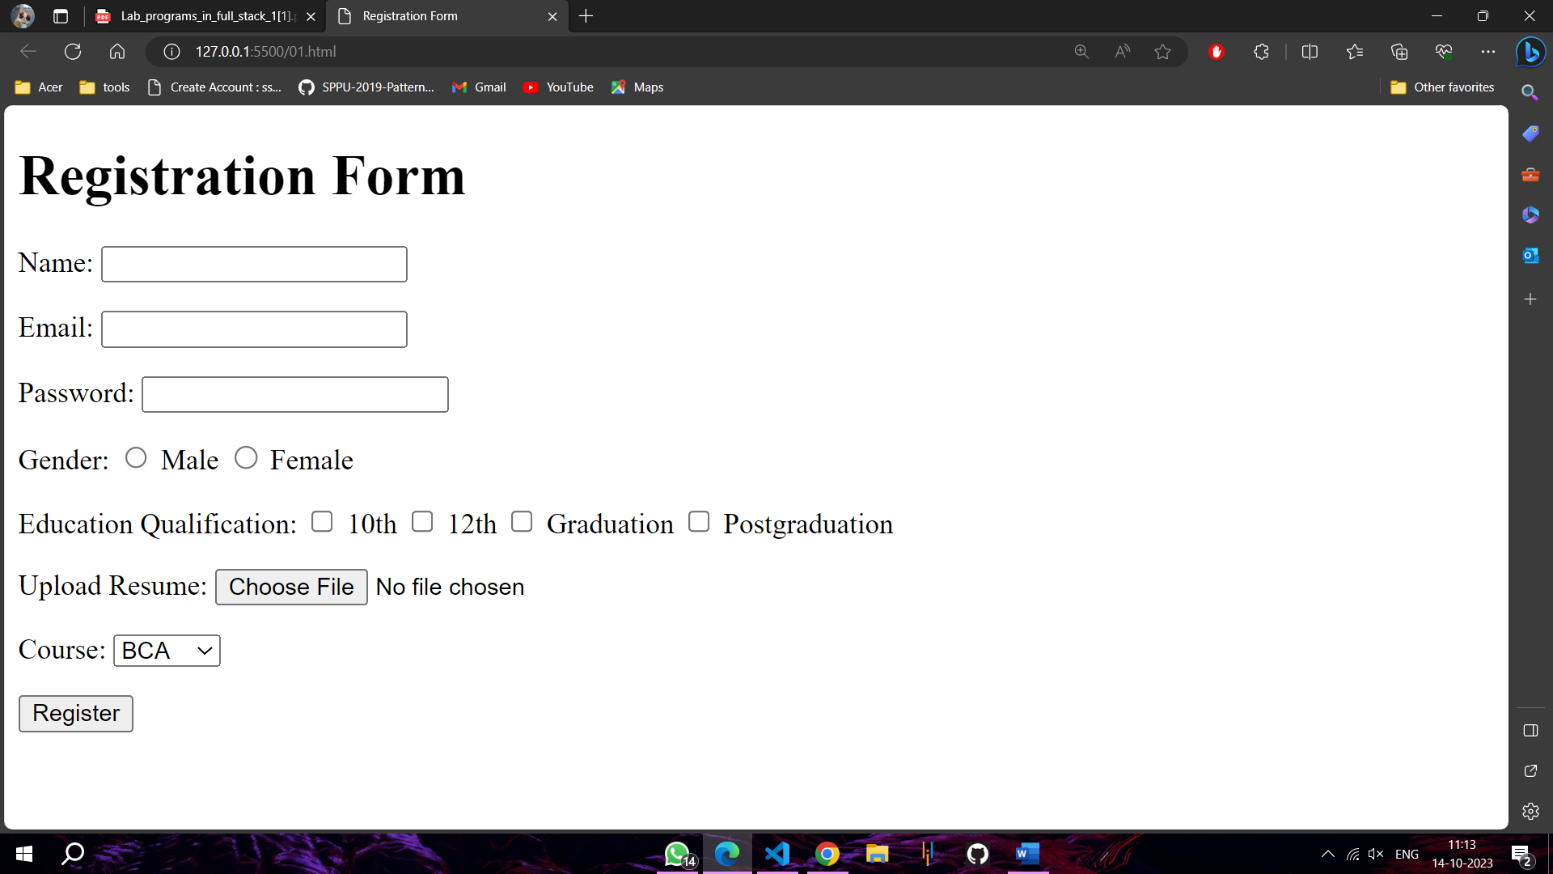 Lab_programs_in_full_stack_1[1].p
Registration Form
127.0.0.1:5500/01.html
Acer
tools
Create Account : ss...
SPPU-2019-Pattern...
Gmail
YouTube
Maps
Other favorites
Registration Form
Name:
Email:
Password:
Gender: Male Female
Education Qualification: 10th 12th Graduation Postgraduation
Upload Resume: Choose File No file chosen
Course: BCA
Register
14
ENG
11:13
14-10-2023
2